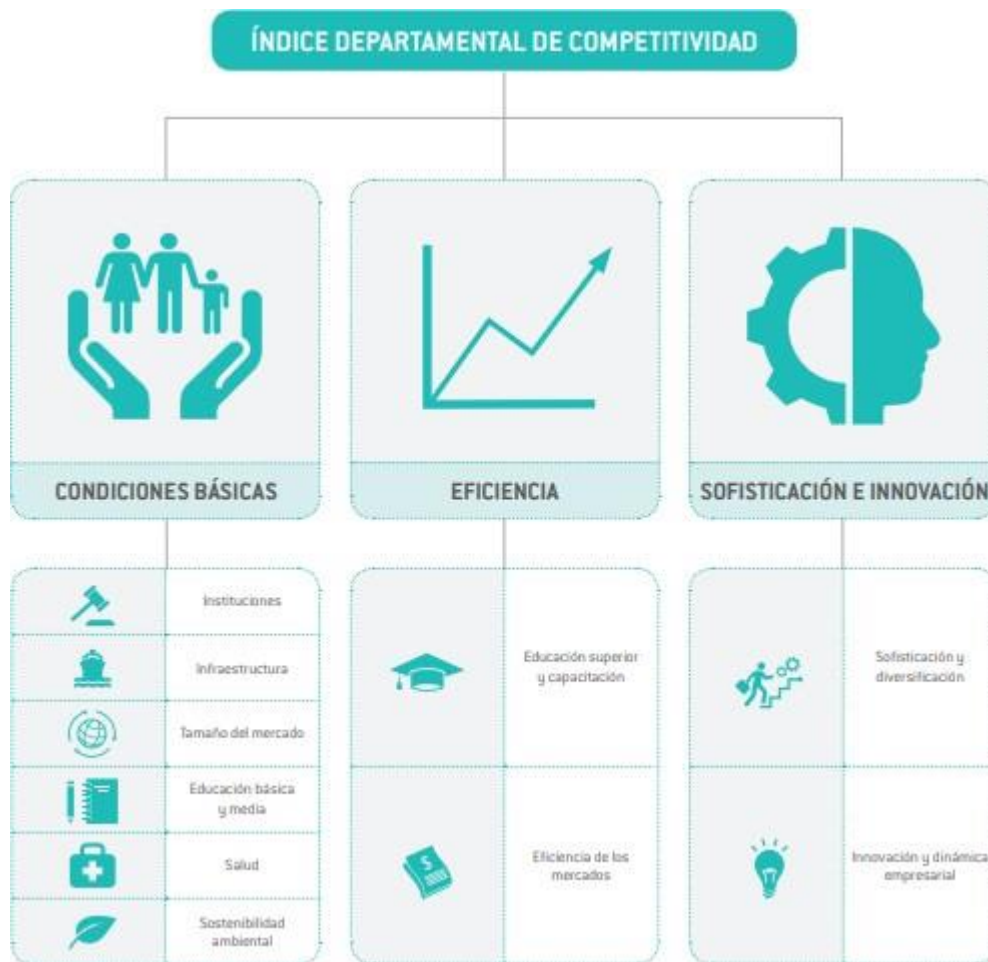 ÍNDICE DEPARTAMENTAL DE COMPETITIVIDAD
CONDICIONES BÁSICAS
Instituciones
Infraestructura
Tamaño del mercado
Educación básica
y media
Salud
Sostenibilidad
ambiental
EFICIENCIA
Educación superior
y capacitación
$
Eficiencia de los
mercados
SOFISTICACIÓN E INNOVACIÓN
Sofisticación y
diversificación
Innovación y dinámica
empresarial